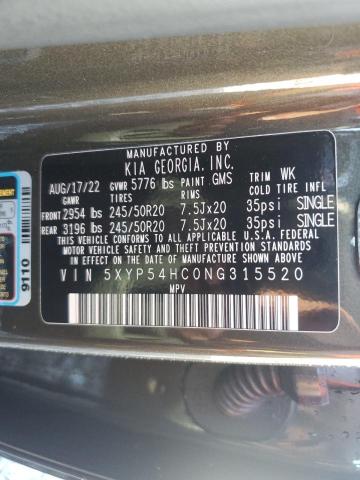 MANUFACTURED BY
KIA GEORGIA, INC.
AUG/17/22 GVWR 5776 lbs PAINT GMS TRIM WK
GAWR TIRES RIMS COLD TIRE INFL
FRONT 2954 lbs 245/50R20 7.5Jx20 35psi SINGLE
REAR 3196 lbs 245/50R20 7.5Jx20 35psi SINGLE
THIS VEHICLE CONFORMS TO ALL APPLICABLE U.S.A. FEDERAL
MOTOR VEHICLE SAFETY, BUMPER, AND THEFT PREVENTION STANDARDS
IN EFFECT ON THE DATE OF MANUFACTURE SHOWN ABOVE.
VIN 5XYP54HC0NG315520
MPV
9110